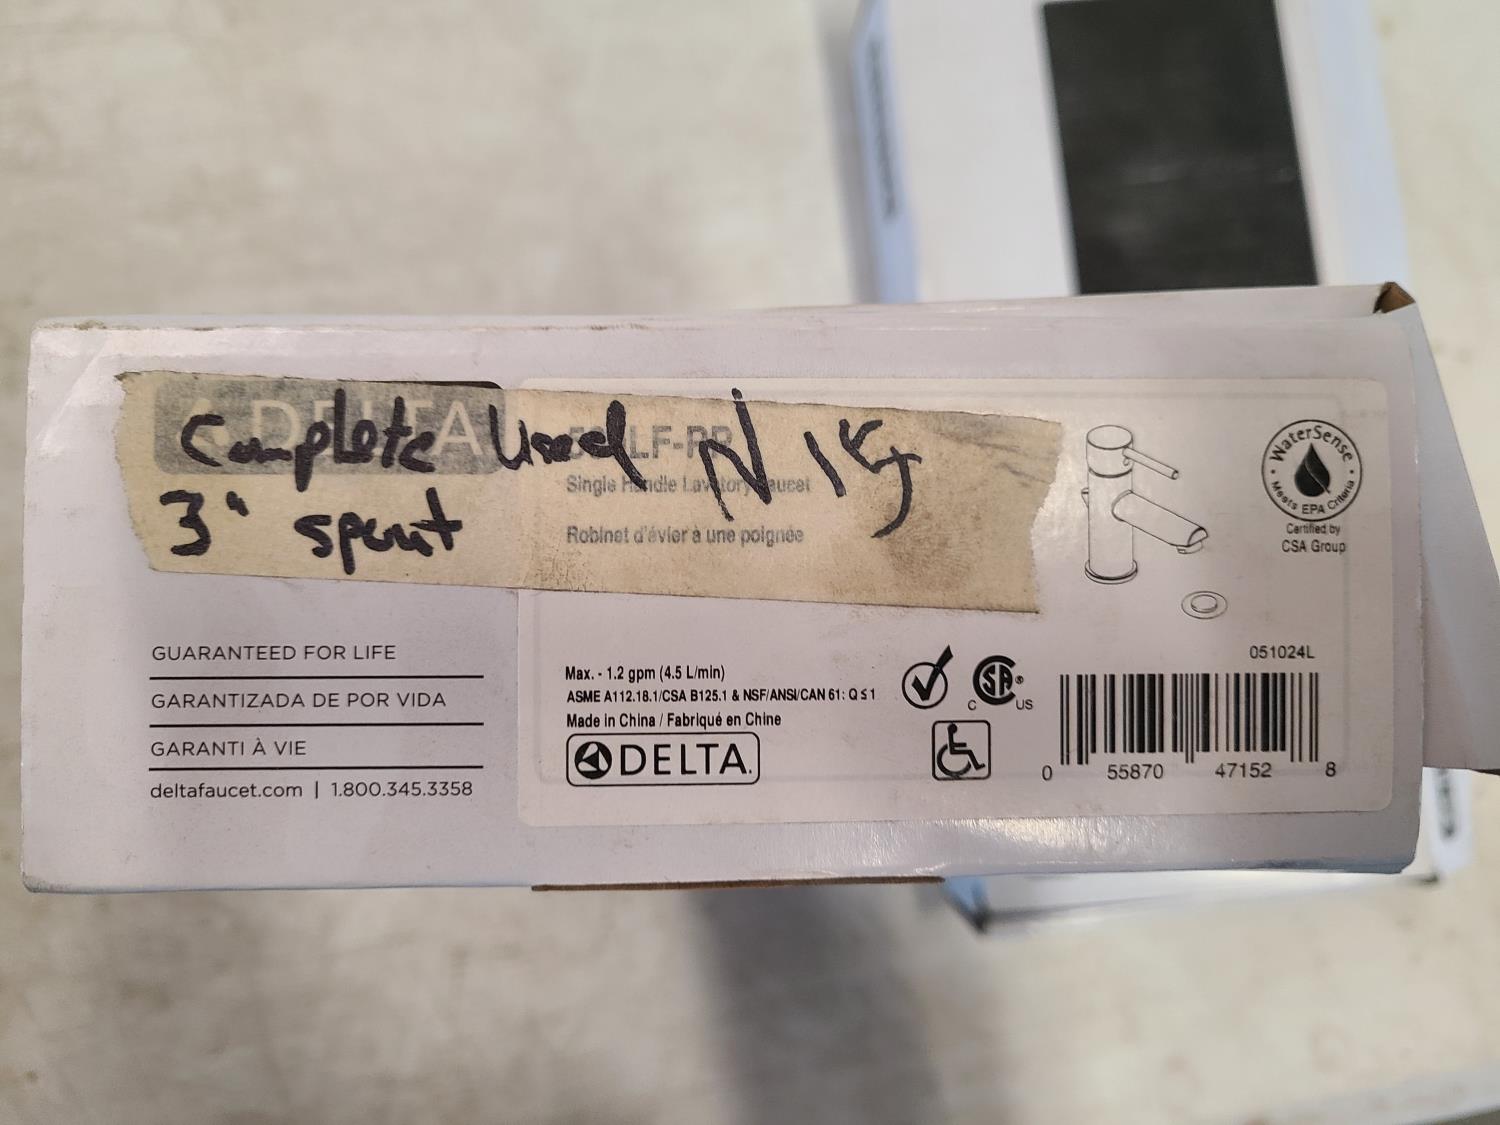 Complete Used N
3" spout
DELTA
LF-PP
Single Handle Lavatory Faucet
Robinet d'évier à une poignée
WaterSense
Meets EPA Criteria
Certified by
CSA Group
GUARANTEED FOR LIFE
GARANTIZADA DE POR VIDA
GARANTI À VIE
deltafaucet.com | 1.800.345.3358
Max. - 1.2 gpm (4.5 L/min)
ASME A112.18.1/CSA B125.1 & NSF/ANSI/CAN 61: Q ≤ 1
Made in China / Fabriqué en Chine
DELTA
C SA US
051024L
0 55870 47152 8